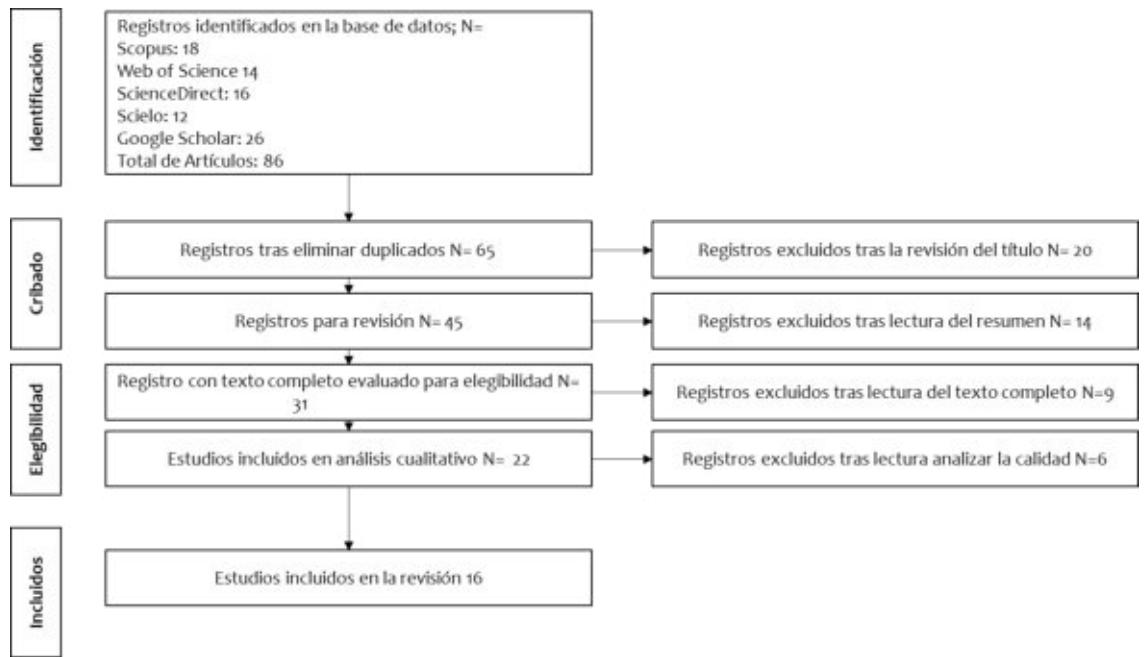 Identificación
Registros identificados en la base de datos; N=
Scopus: 18
Web of Science 14
ScienceDirect: 16
Scielo: 12
Google Scholar: 26
Total de Artículos: 86
Cribado
Registros tras eliminar duplicados N= 65
Registros excluidos tras la revisión del título N= 20
Registros para revisión N= 45
Registros excluidos tras lectura del resumen N= 14
Elegibilidad
Registro con texto completo evaluado para elegibilidad N=
31
Registros excluidos tras lectura del texto completo N=9
Estudios incluidos en análisis cualitativo N= 22
Registros excluidos tras lectura analizar la calidad N=6
Incluidos
Estudios incluidos en la revisión 16